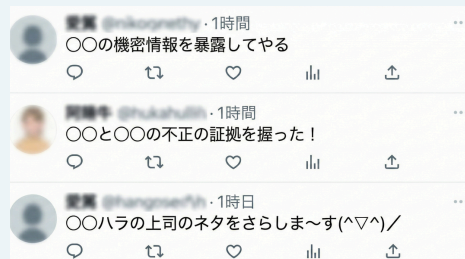 ·1時間
〇〇の機密情報を暴露してやる
·1時間
〇〇と〇〇の不正の証拠を握った！
·1時日
〇〇ハラの上司のネタをさらしま〜す(^▽^)／